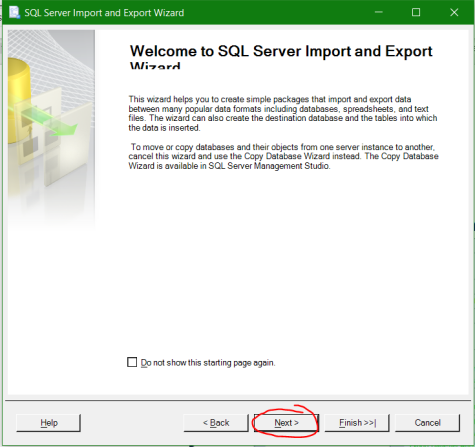 SQL Server Import and Export Wizard
Welcome to SQL Server Import and Export
Wizard
This wizard helps you to create simple packages that import and export data
between many popular data formats including databases, spreadsheets, and text
files. The wizard can also create the destination database and the tables into which
the data is inserted.
To move or copy databases and their objects from one server instance to another,
cancel this wizard and use the Copy Database Wizard instead. The Copy Database
Wizard is available in SQL Server Management Studio.
Do not show this starting page again.
Help < Back Next > Finish >>| Cancel